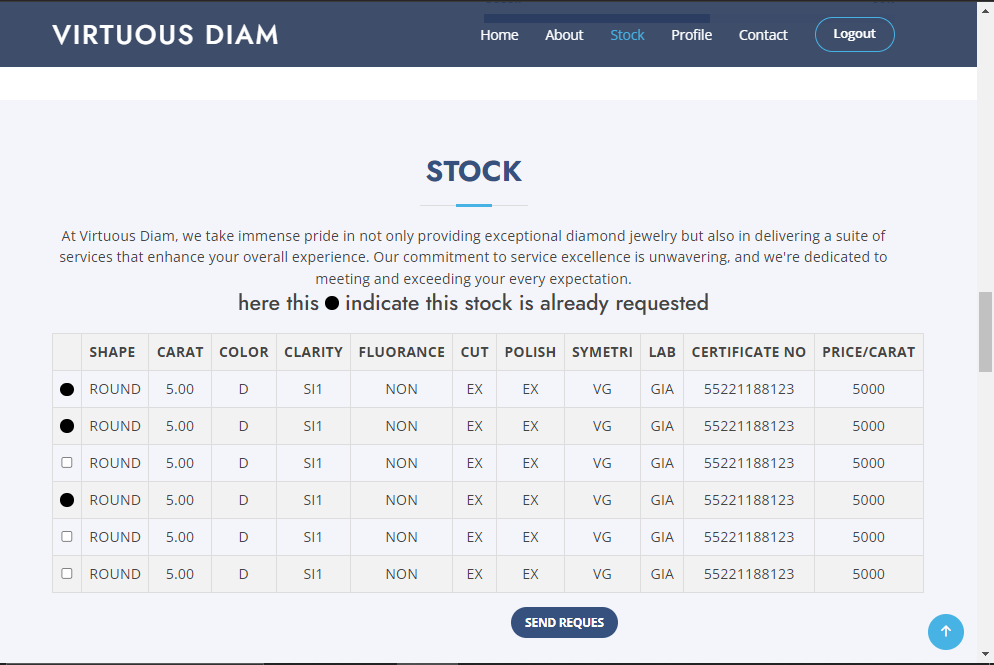 VIRTUOUS DIAM
Home About Stock Profile Contact Logout
STOCK
At Virtuous Diam, we take immense pride in not only providing exceptional diamond jewelry but also in delivering a suite of
services that enhance your overall experience. Our commitment to service excellence is unwavering, and we're dedicated to
meeting and exceeding your every expectation.
here this ● indicate this stock is already requested
SHAPE CARAT COLOR CLARITY FLUORANCE CUT POLISH SYMETRI LAB CERTIFICATE NO PRICE/CARAT
ROUND 5.00 D SI1 NON EX EX VG GIA 55221188123 5000
ROUND 5.00 D SI1 NON EX EX VG GIA 55221188123 5000
ROUND 5.00 D SI1 NON EX EX VG GIA 55221188123 5000
ROUND 5.00 D SI1 NON EX EX VG GIA 55221188123 5000
ROUND 5.00 D SI1 NON EX EX VG GIA 55221188123 5000
ROUND 5.00 D SI1 NON EX EX VG GIA 55221188123 5000
SEND REQUES